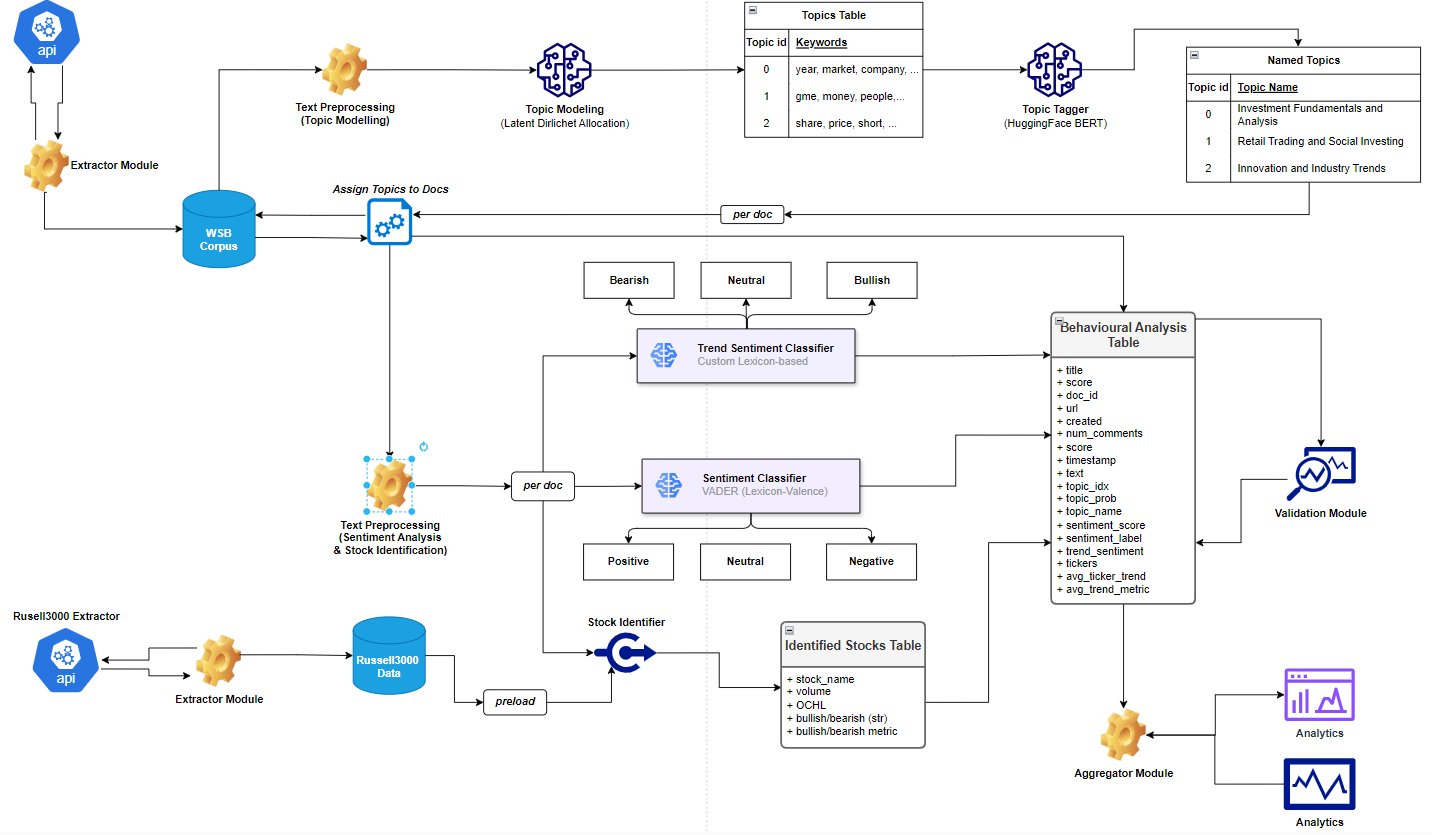 api
Extractor Module
WSB
Corpus
Text Preprocessing
(Topic Modelling)
Topic Modeling
(Latent Dirlichet Allocation)
Topics Table
Topic id Keywords
0 year, market, company, ...
1 gme, money, people,...
2 share, price, short, ...
Topic Tagger
(HuggingFace BERT)
Named Topics
Topic id Topic Name
0 Investment Fundamentals and
Analysis
1 Retail Trading and Social Investing
2 Innovation and Industry Trends
Assign Topics to Docs
per doc
Bearish
Neutral
Bullish
Trend Sentiment Classifier
Custom Lexicon-based
Behavioural Analysis
Table
+ title
+ score
+ doc_id
+ url
+ created
+ num_comments
+ score
+ timestamp
+ text
+ topic_idx
+ topic_prob
+ topic_name
+ sentiment_score
+ sentiment_label
+ trend_sentiment
+ tickers
+ avg_ticker_trend
+ avg_trend_metric
Text Preprocessing
(Sentiment Analysis
& Stock Identification)
per doc
Sentiment Classifier
VADER (Lexicon-Valence)
Positive
Neutral
Negative
Validation Module
Rusell3000 Extractor
api
Extractor Module
Russell3000
Data
preload
Stock Identifier
Identified Stocks Table
+ stock_name
+ volume
+ OCHL
+ bullish/bearish (str)
+ bullish/bearish metric
Aggregator Module
Analytics
Analytics